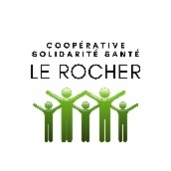 COOPÉRATIVE
SOLIDARITÉ SANTÉ
LE ROCHER